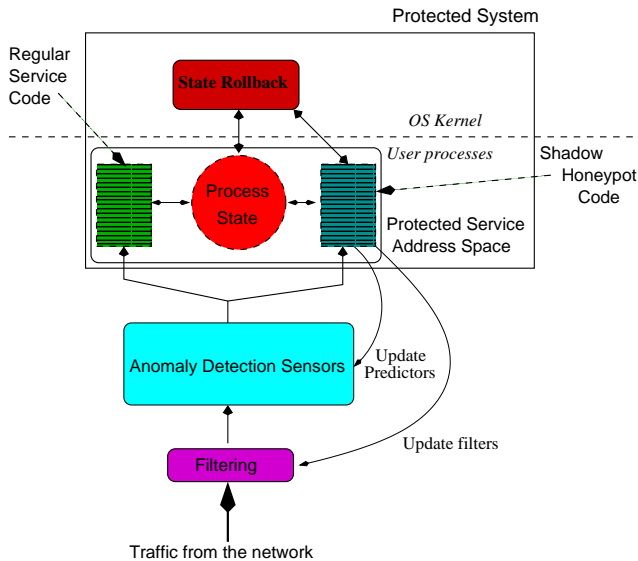 Protected System
Regular
Service
Code
State Rollback
OS Kernel
User processes
Shadow
Honeypot
Code
Process
State
Protected Service
Address Space
Anomaly Detection Sensors
Update
Predictors
Update filters
Filtering
Traffic from the network